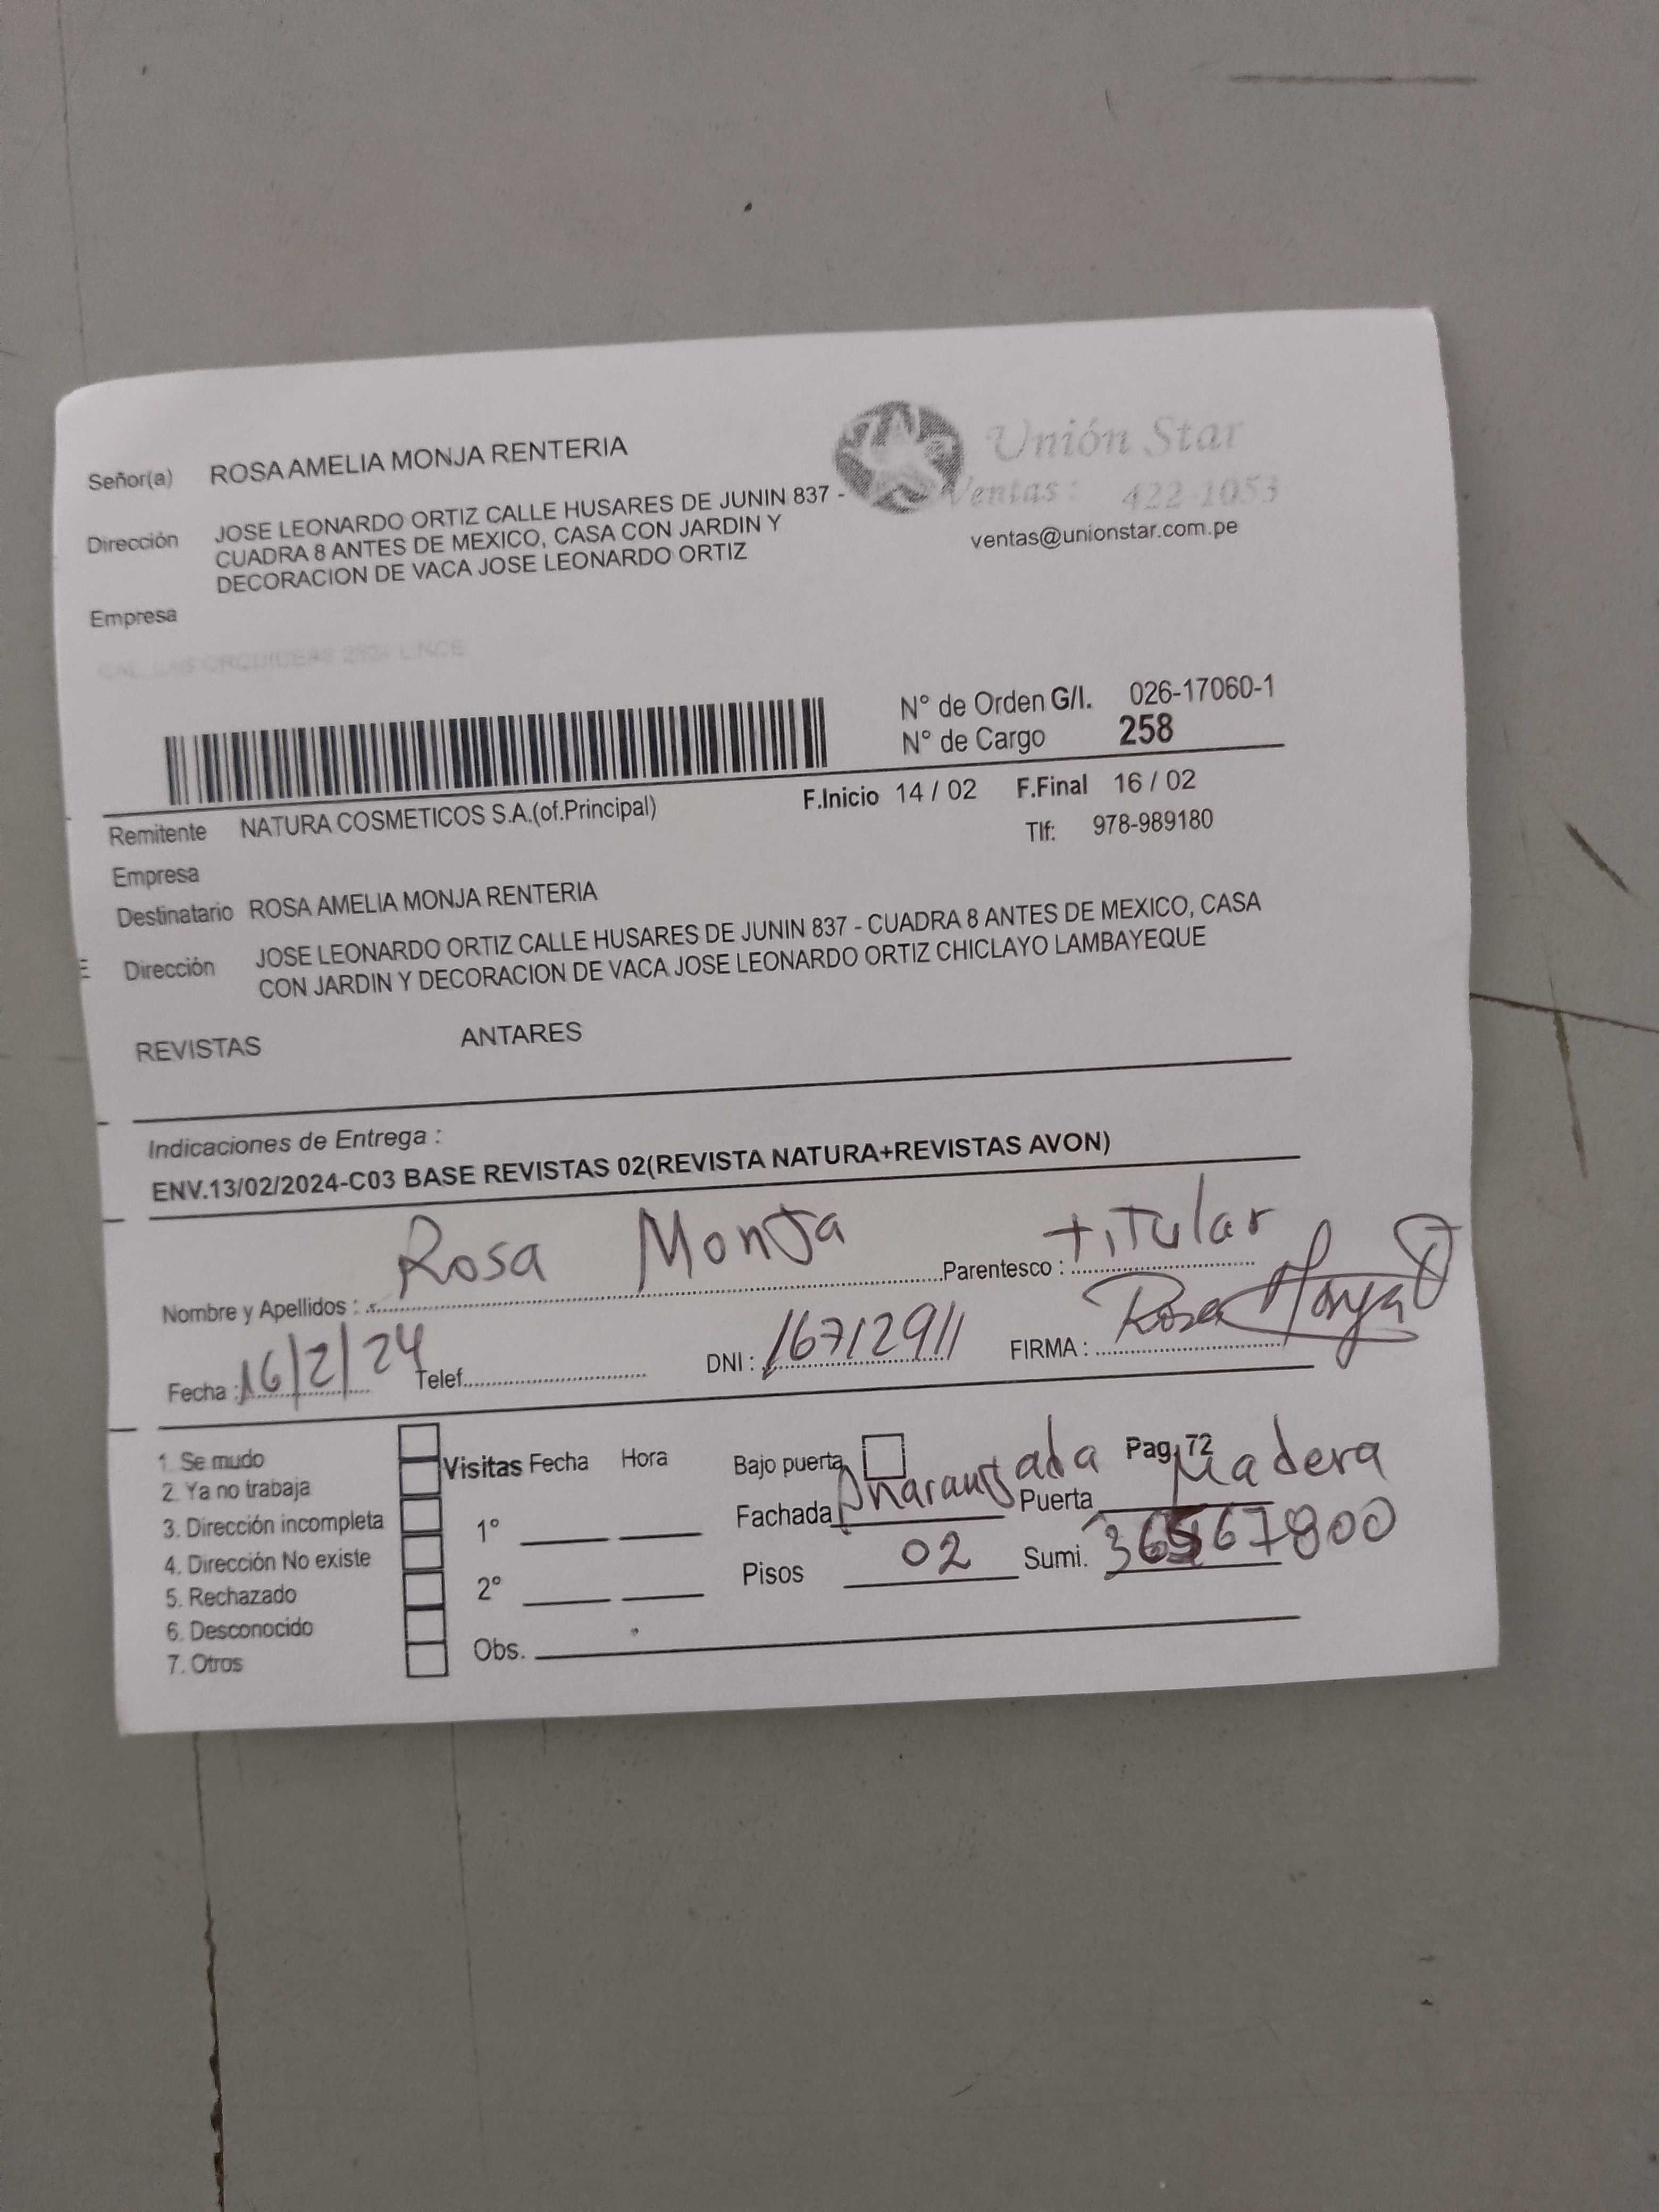 Señor(a) ROSA AMELIA MONJA RENTERIA
Unión Star
Ventas: 422-1053
ventas@unionstar.com.pe
Dirección JOSE LEONARDO ORTIZ CALLE HUSARES DE JUNIN 837 -
CUADRA 8 ANTES DE MEXICO, CASA CON JARDIN Y
DECORACION DE VACA JOSE LEONARDO ORTIZ
Empresa
LINCE
N° de Orden G/I. 026-17060-1
N° de Cargo 258
F.Inicio 14 / 02 F.Final 16 / 02
Remitente NATURA COSMETICOS S.A.(of.Principal)
Tlf: 978-989180
Empresa
Destinatario ROSA AMELIA MONJA RENTERIA
Dirección JOSE LEONARDO ORTIZ CALLE HUSARES DE JUNIN 837 - CUADRA 8 ANTES DE MEXICO, CASA
CON JARDIN Y DECORACION DE VACA JOSE LEONARDO ORTIZ CHICLAYO LAMBAYEQUE
REVISTAS ANTARES
Indicaciones de Entrega :
ENV.13/02/2024-C03 BASE REVISTAS 02(REVISTA NATURA+REVISTAS AVON)
Nombre y Apellidos : Rosa Monja Parentesco : titular
Fecha : 16/2/24 Telef. DNI : 16712911 FIRMA : Rosa Monja
1. Se mudo
2. Ya no trabaja
3. Dirección incompleta
4. Dirección No existe
5. Rechazado
6. Desconocido
7. Otros
Visitas Fecha Hora
1°
2°
Obs.
Bajo puerta Pag. 72
Fachada Puerta Madera
Pisos 02 Sumi.